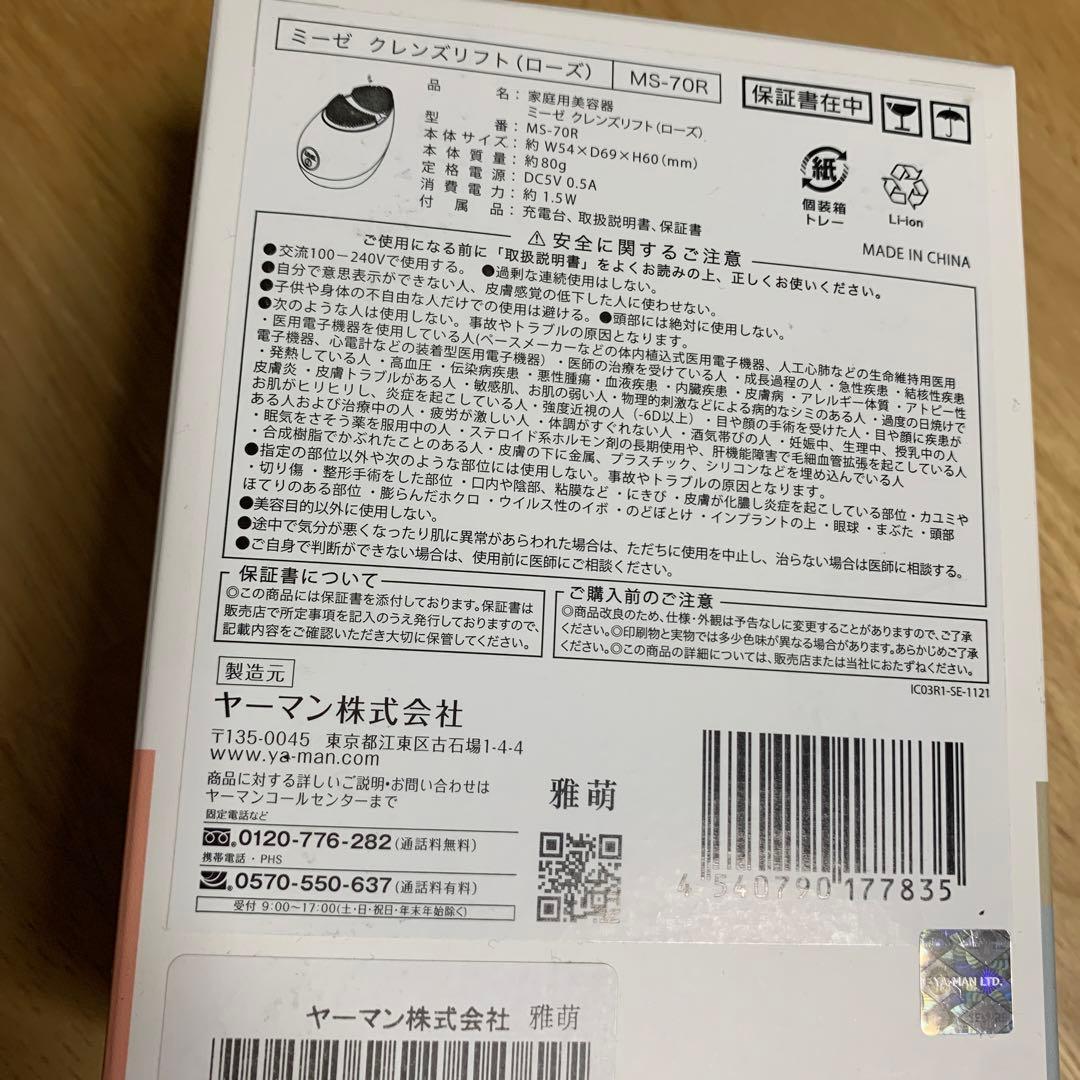 ミーゼ クレンズリフト(ローズ) MS-70R
保証書在中
品名:家庭用美容器
ミーゼ クレンズリフト(ローズ)
型番:MS-70R
本体サイズ:約 W54×D69×H60(mm)
本体質量:約80g
定格電源:DC5V 0.5A
消費電力:約 1.5W
付属品:充電台、取扱説明書、保証書
紙
個装箱
トレー
Li-ion
MADE IN CHINA
安全に関するご注意
ご使用になる前に「取扱説明書」をよくお読みの上、正しくお使いください。
●交流100-240Vで使用する。 ●過剰な連続使用はしない。
●自分で意思表示ができない人、皮膚感覚の低下した人に使わせない。
●子供や身体の不自由な人だけでの使用は避ける。●頭部には絶対に使用しない。
●次のような人は使用しない。事故やトラブルの原因となります。
・医用電子機器を使用している人(ペースメーカーなどの体内植込式医用電子機器、人工心肺などの生命維持用医用
電子機器、心電計などの装着型医用電子機器)・医師の治療を受けている人・成長過程の人・急性疾患・結核性疾患
・発熱している人・高血圧・伝染病疾患・悪性腫瘍・血液疾患・内臓疾患・皮膚病・アレルギー体質・アトピー性
皮膚炎・皮膚トラブルがある人・敏感肌、お肌の弱い人・物理的刺激などによる病的なシミのある人・過度の日焼けで
お肌がヒリヒリし、炎症を起こしている人・強度近視の人(-6D以上)・目や顔の手術を受けた人・目や顔に疾患が
ある人および治療中の人・疲労が激しい人・体調がすぐれない人・酒気帯びの人・妊娠中、生理中、授乳中の人
・眠気をさそう薬を服用中の人・ステロイド系ホルモン剤の長期使用や、肝機能障害で毛細血管拡張を起こしている人
・合成樹脂でかぶれたことのある人・皮膚の下に金属、プラスチック、シリコンなどを埋め込んでいる人
●指定の部位以外や次のような部位には使用しない。事故やトラブルの原因となります。
・切り傷・整形手術をした部位・口内や陰部、粘膜など・にきび・皮膚が化膿し炎症を起こしている部位・カユミや
ほてりのある部位・膨らんだホクロ・ウイルス性のイボ・のどぼとけ・インプラントの上・眼球・まぶた・頭部
●美容目的以外に使用しない。
●途中で気分が悪くなったり肌に異常があらわれた場合は、ただちに使用を中止し、治らない場合は医師に相談する。
●ご自身で判断ができない場合は、使用前に医師にご相談ください。
保証書について
◎この商品には保証書を添付しております。保証書は
販売店で所定事項を記入のうえ発行しておりますので、
記載内容をご確認いただき大切に保管してください。
ご購入前のご注意
◎商品改良のため、仕様・外観は予告なしに変更することがありますので、ご了承
ください。◎印刷物と実物では多少色味が異なる場合があります。あらかじめご了承
ください。◎この商品の詳細については、販売店または当社におたずねください。
IC03R1-SE-1121
製造元
ヤーマン株式会社
〒135-0045 東京都江東区古石場1-4-4
www.ya-man.com
商品に対する詳しいご説明・お問い合わせは
ヤーマンコールセンターまで
固定電話など
0120-776-282(通話料無料)
携帯電話・PHS
0570-550-637(通話料有料)
受付 9:00〜17:00(土・日・祝日・年末年始除く)
雅萌
4 540790 177835
YA-MAN LTD.
ヤーマン株式会社 雅萌